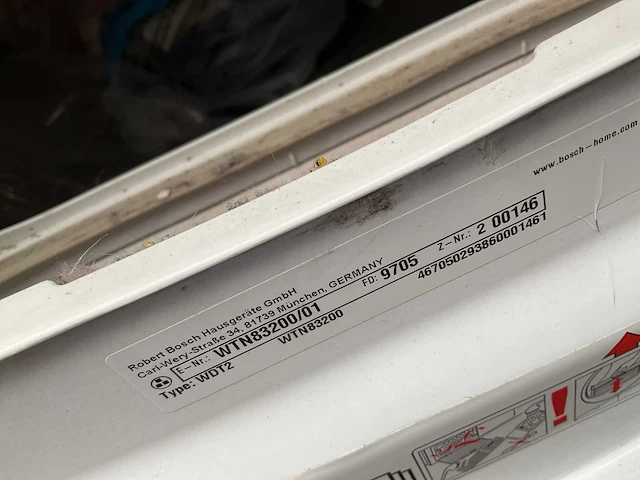 www.bosch-home.com
Robert Bosch Hausgeräte GmbH
Carl-Wery-Straße 34, 81739 München, GERMANY
E-Nr.: WTN83200/01 FD: 9705 Z-Nr.: 2 00146
Type: WDT2 WTN83200 467050293860001461
!